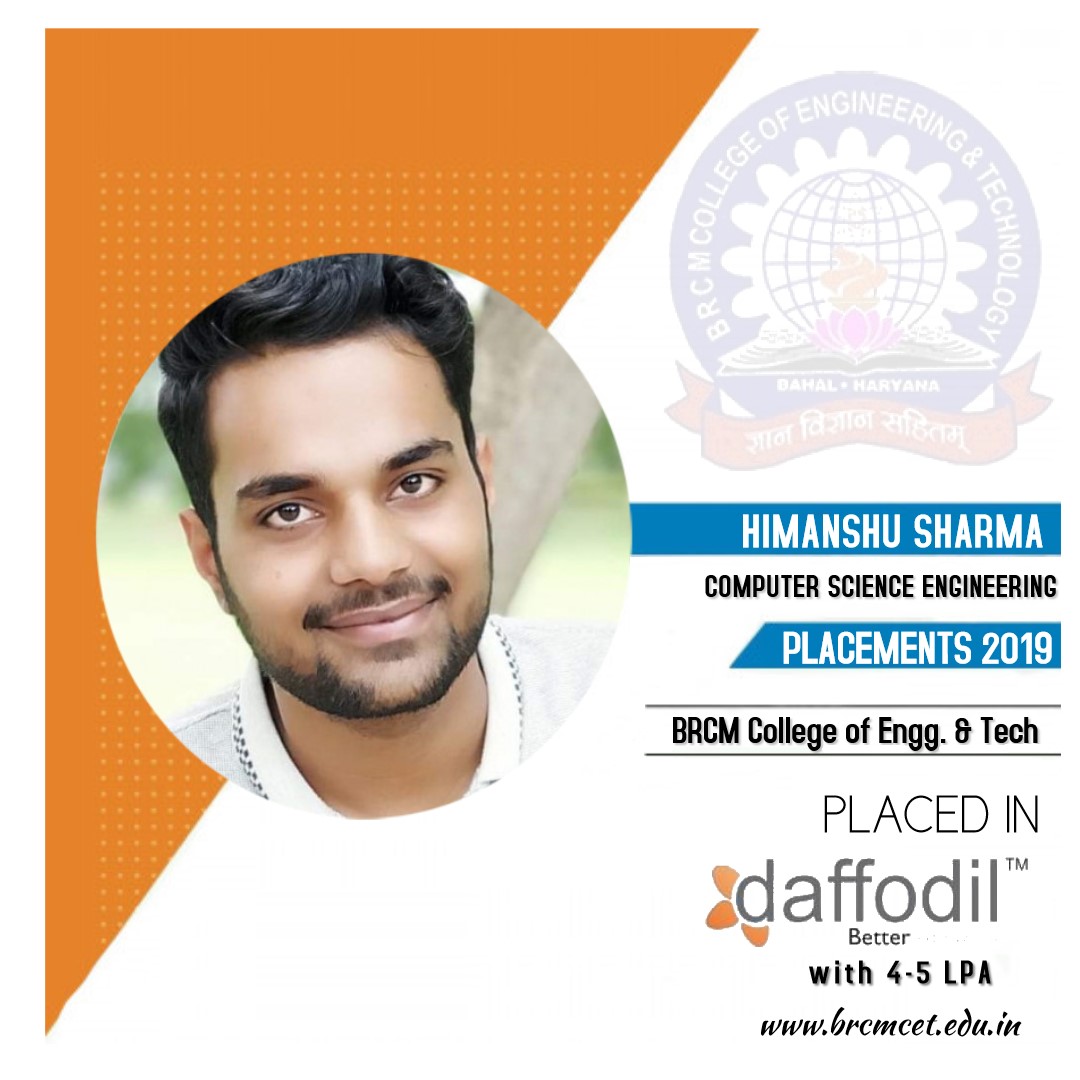 B R C M COLLEGE OF ENGINEERING & TECHNOLOGY
BAHAL • HARYANA
ज्ञान विज्ञान सहितम्
HIMANSHU SHARMA
COMPUTER SCIENCE ENGINEERING
PLACEMENTS 2019
BRCM College of Engg. & Tech
PLACED IN
daffodil™
Better
with 4-5 LPA
www.brcmcet.edu.in